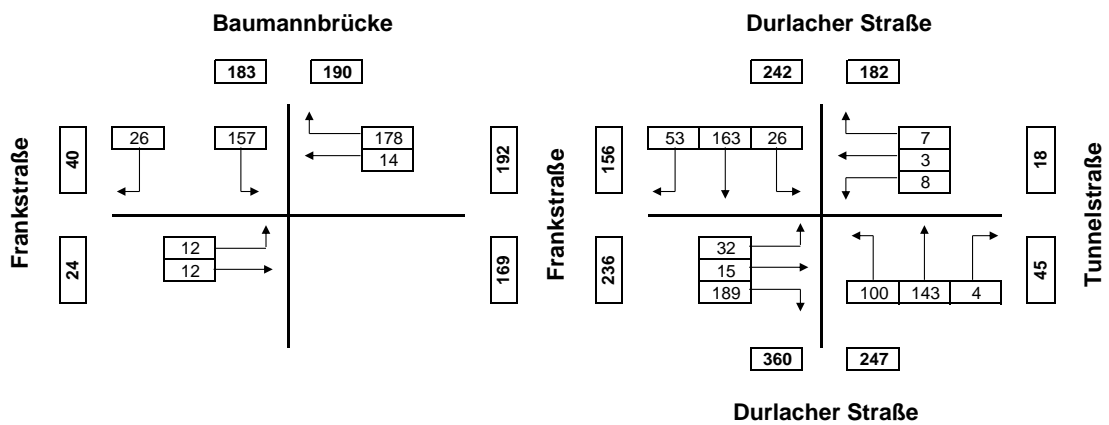 Baumannbrücke
Durlacher Straße
183 190
242 182
Frankstraße
40
26 157
178
14
192
Frankstraße
156
53 163 26
7
3
8
18
Tunnelstraße
24
12
12
169
236
32
15
189
100 143 4
45
360 247
Durlacher Straße